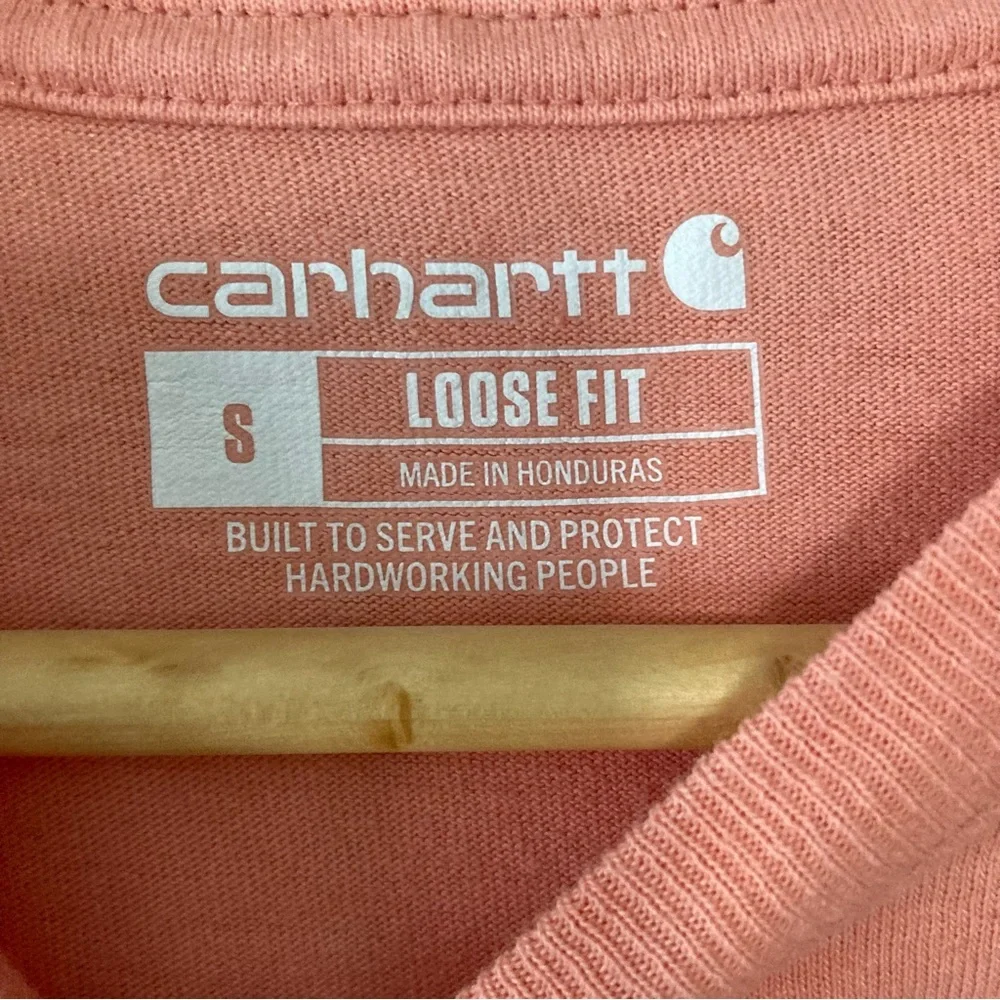 carhartt
S
LOOSE FIT
MADE IN HONDURAS
BUILT TO SERVE AND PROTECT
HARDWORKING PEOPLE